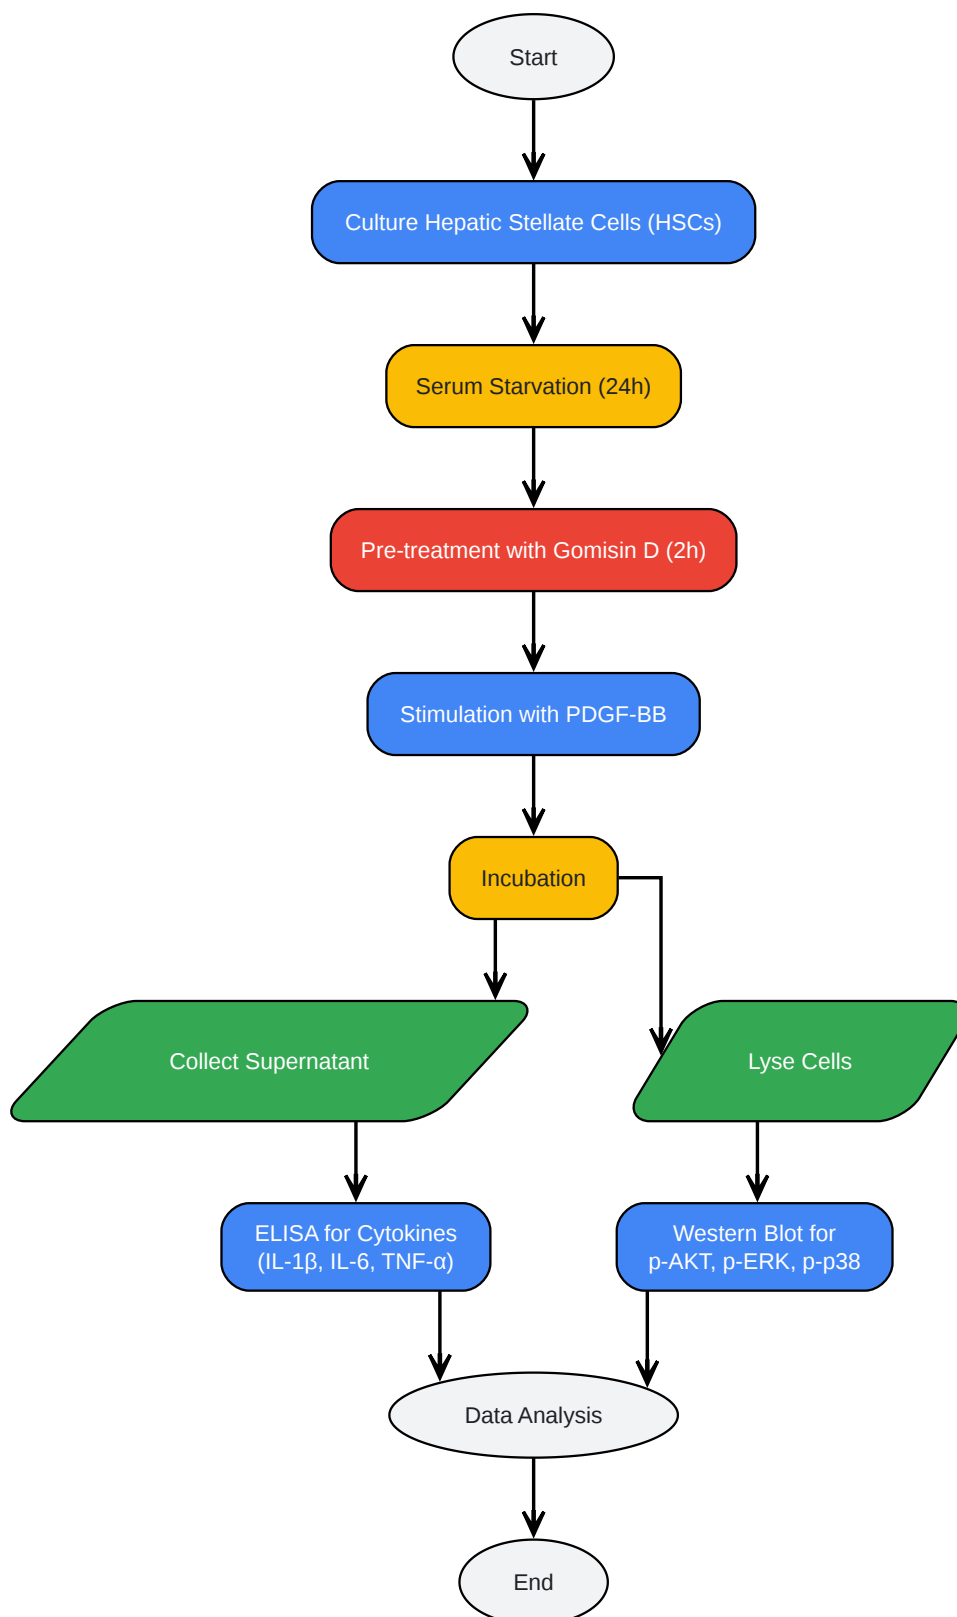 Start
Culture Hepatic Stellate Cells (HSCs)
Serum Starvation (24h)
Pre-treatment with Gomisin D (2h)
Stimulation with PDGF-BB
Incubation
Collect Supernatant
Lyse Cells
ELISA for Cytokines
(IL-1β, IL-6, TNF-α)
Western Blot for
p-AKT, p-ERK, p-p38
Data Analysis
End